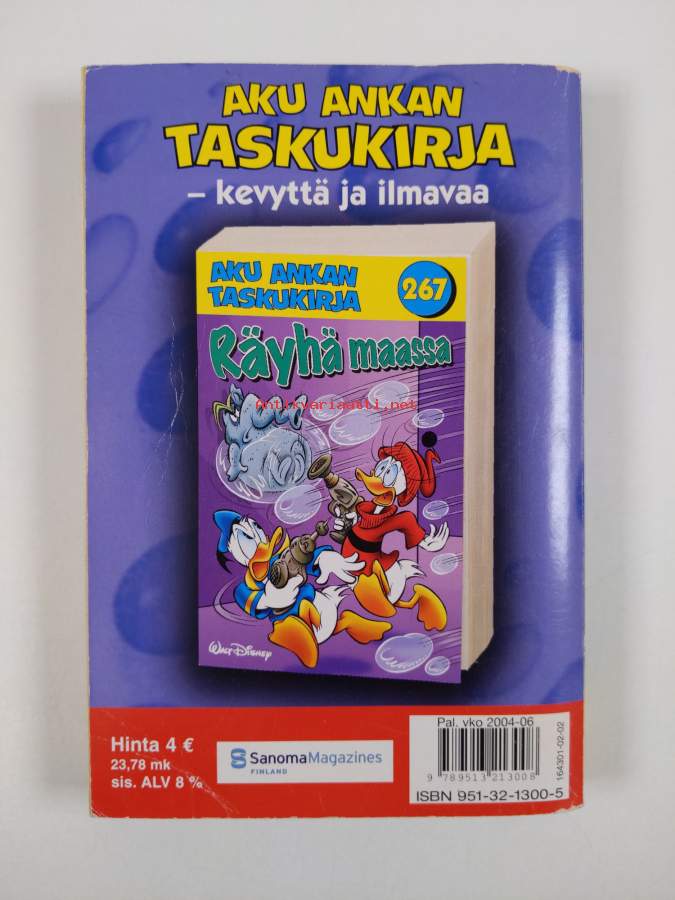 AKU ANKAN
TASKUKIRJA
– kevyttä ja ilmavaa
AKU ANKAN
TASKUKIRJA
267
Räyhä maassa
Antikvariaatti.net
WALT DISNEY
Hinta 4 €
23,78 mk
sis. ALV 8 %
SanomaMagazines
FINLAND
Pal. vko 2004-06
9 789513 213008
ISBN 951-32-1300-5
164301-02-02